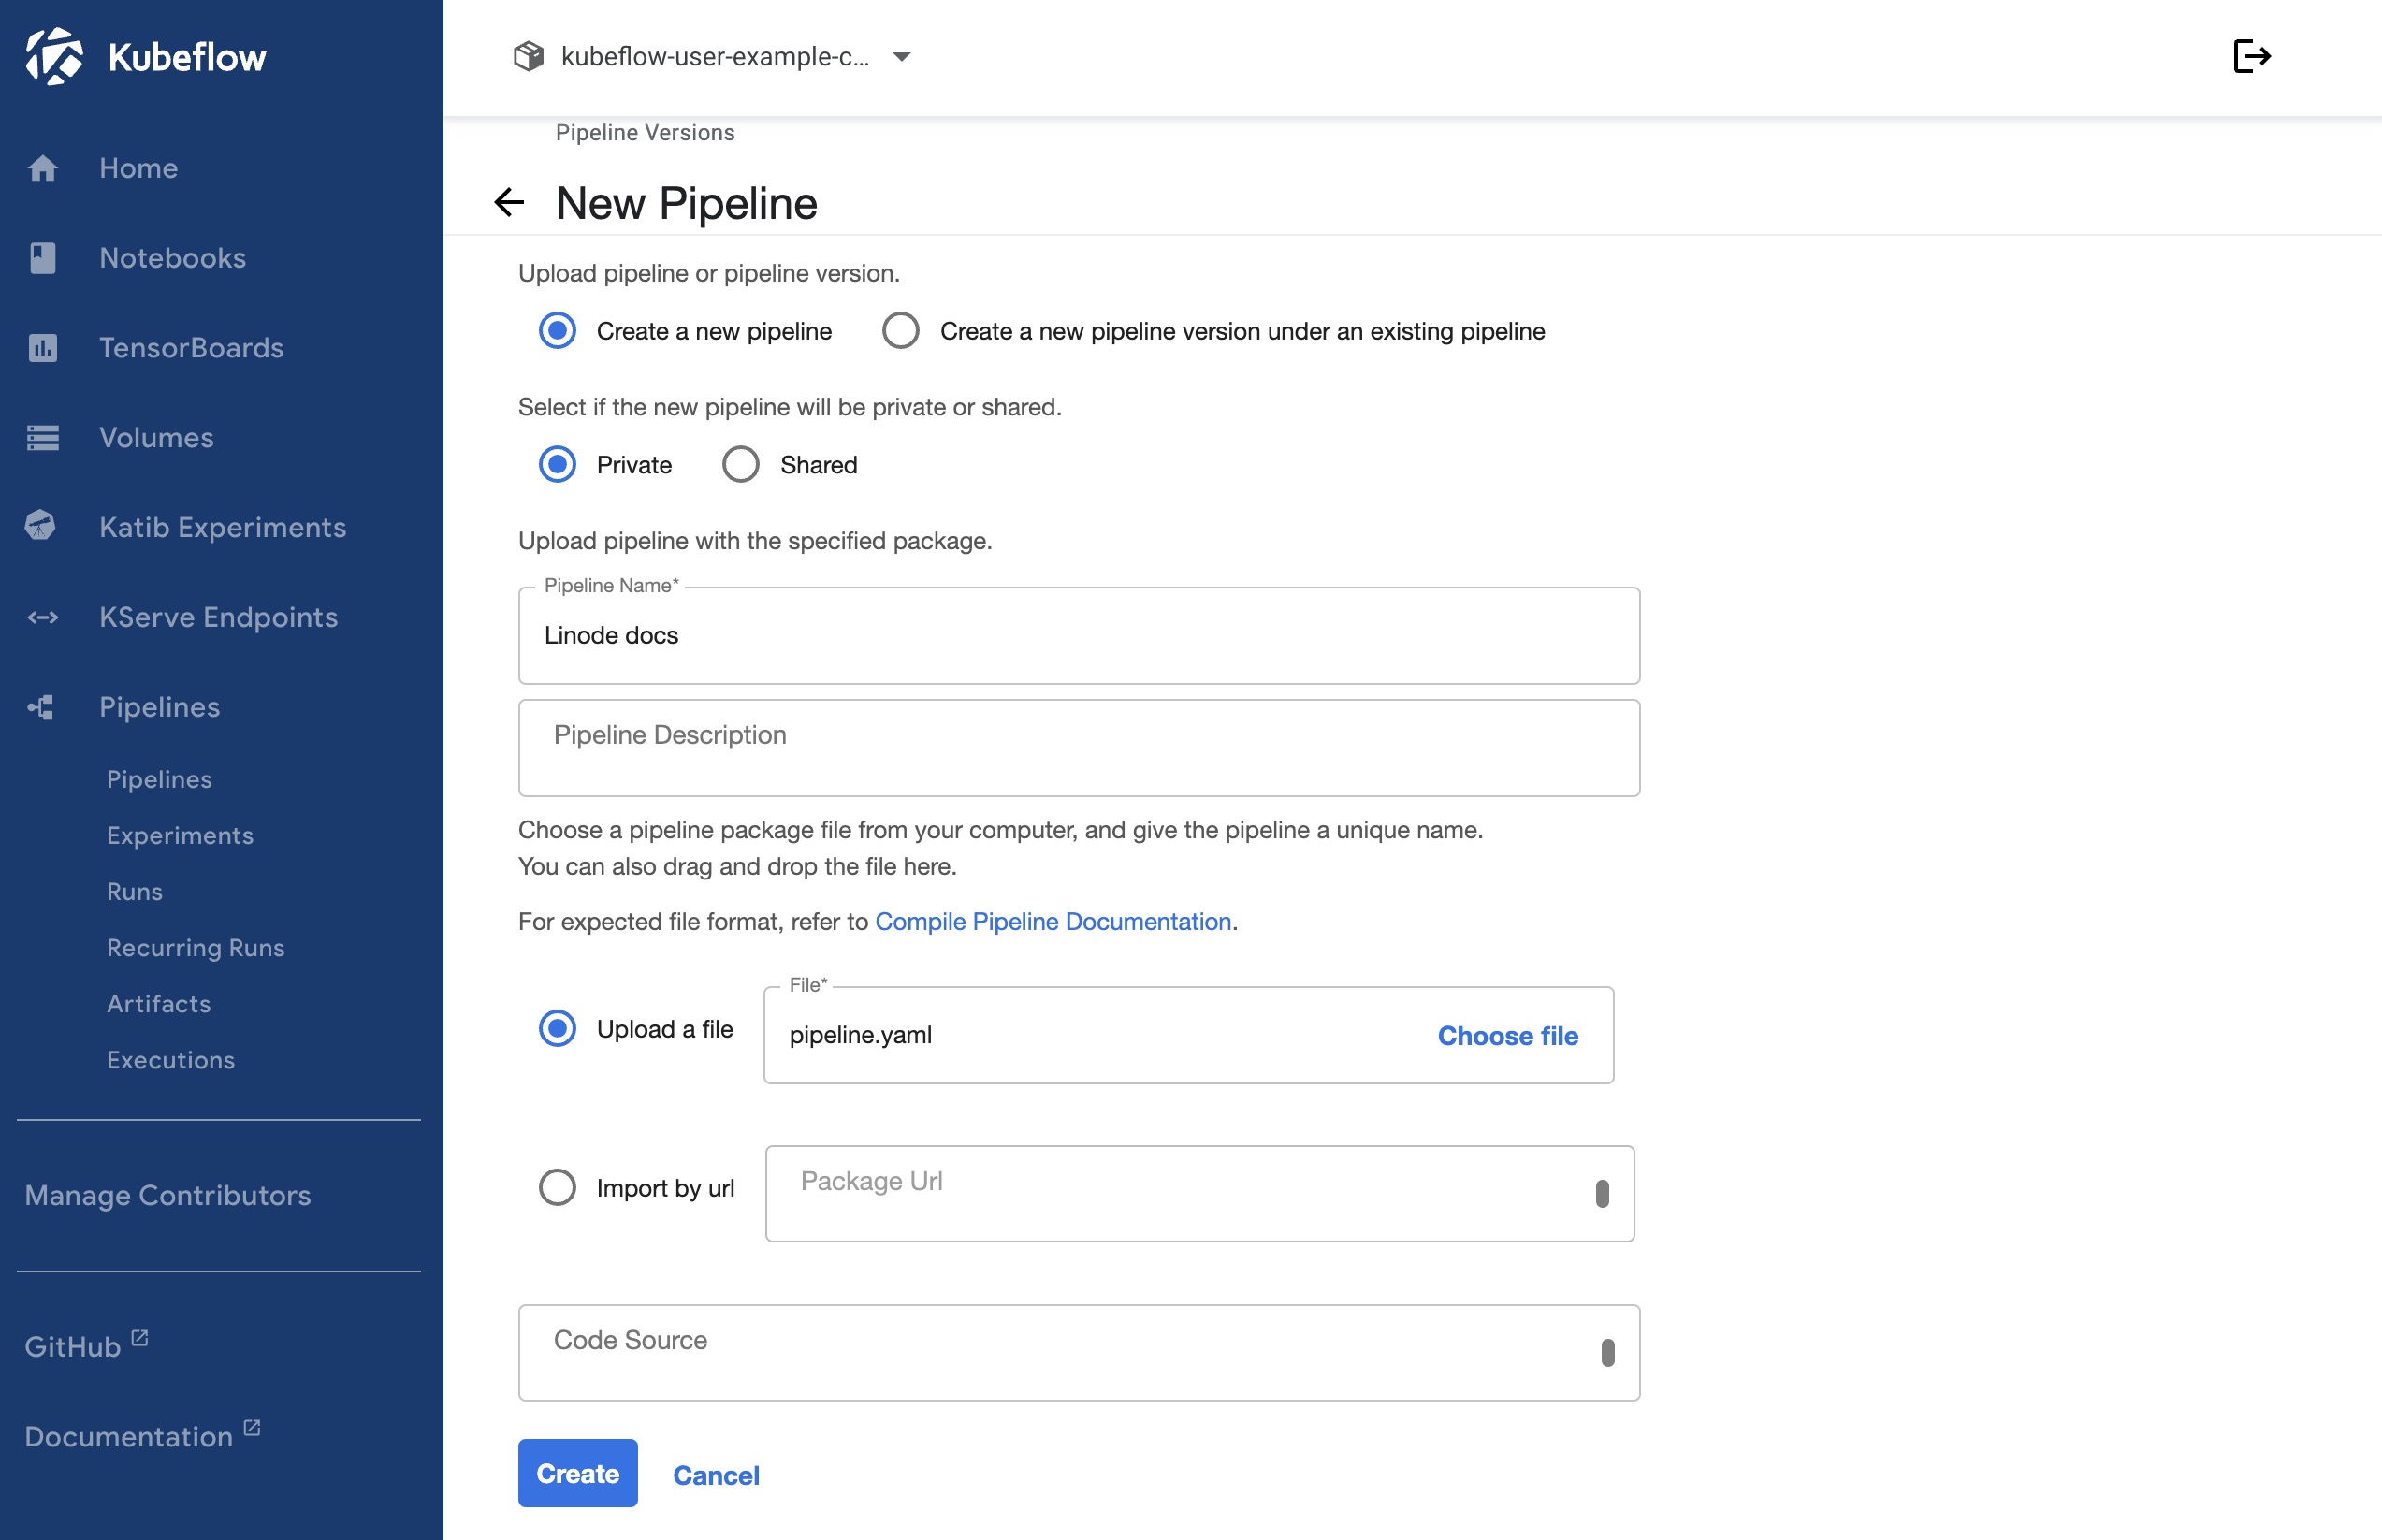 Kubeflow
Home
Notebooks
TensorBoards
Volumes
Katib Experiments
KServe Endpoints
Pipelines
Pipelines
Experiments
Runs
Recurring Runs
Artifacts
Executions
Manage Contributors
GitHub
Documentation
kubeflow-user-example-c...
Pipeline Versions
New Pipeline
Upload pipeline or pipeline version.
Create a new pipeline Create a new pipeline version under an existing pipeline
Select if the new pipeline will be private or shared.
Private Shared
Upload pipeline with the specified package.
Pipeline Name*
Linode docs
Pipeline Description
Choose a pipeline package file from your computer, and give the pipeline a unique name.
You can also drag and drop the file here.
For expected file format, refer to Compile Pipeline Documentation.
File*
Upload a file pipeline.yaml Choose file
Import by url Package Url
Code Source
Create Cancel